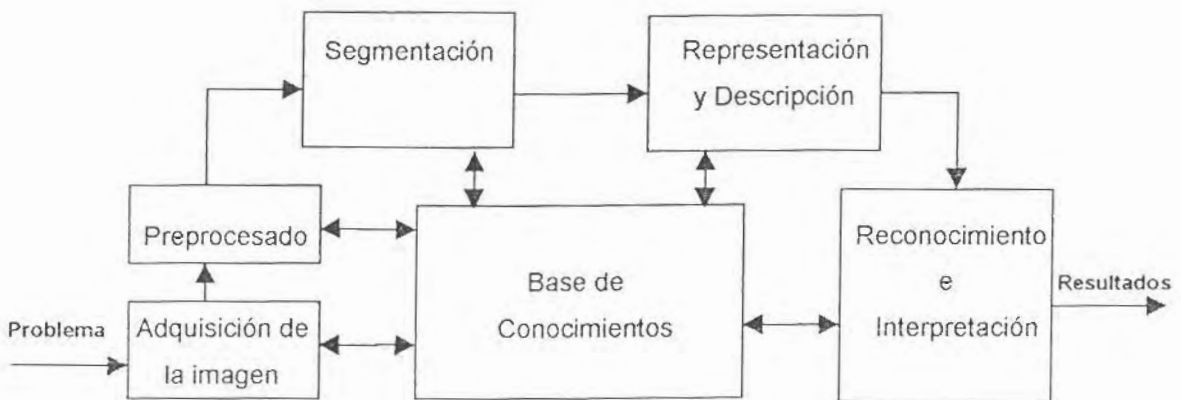 Segmentación
Representación
y Descripción
Preprocesado
Base de
Conocimientos
Reconocimiento
e
Interpretación
Resultados
Problema
Adquisición de
la imagen